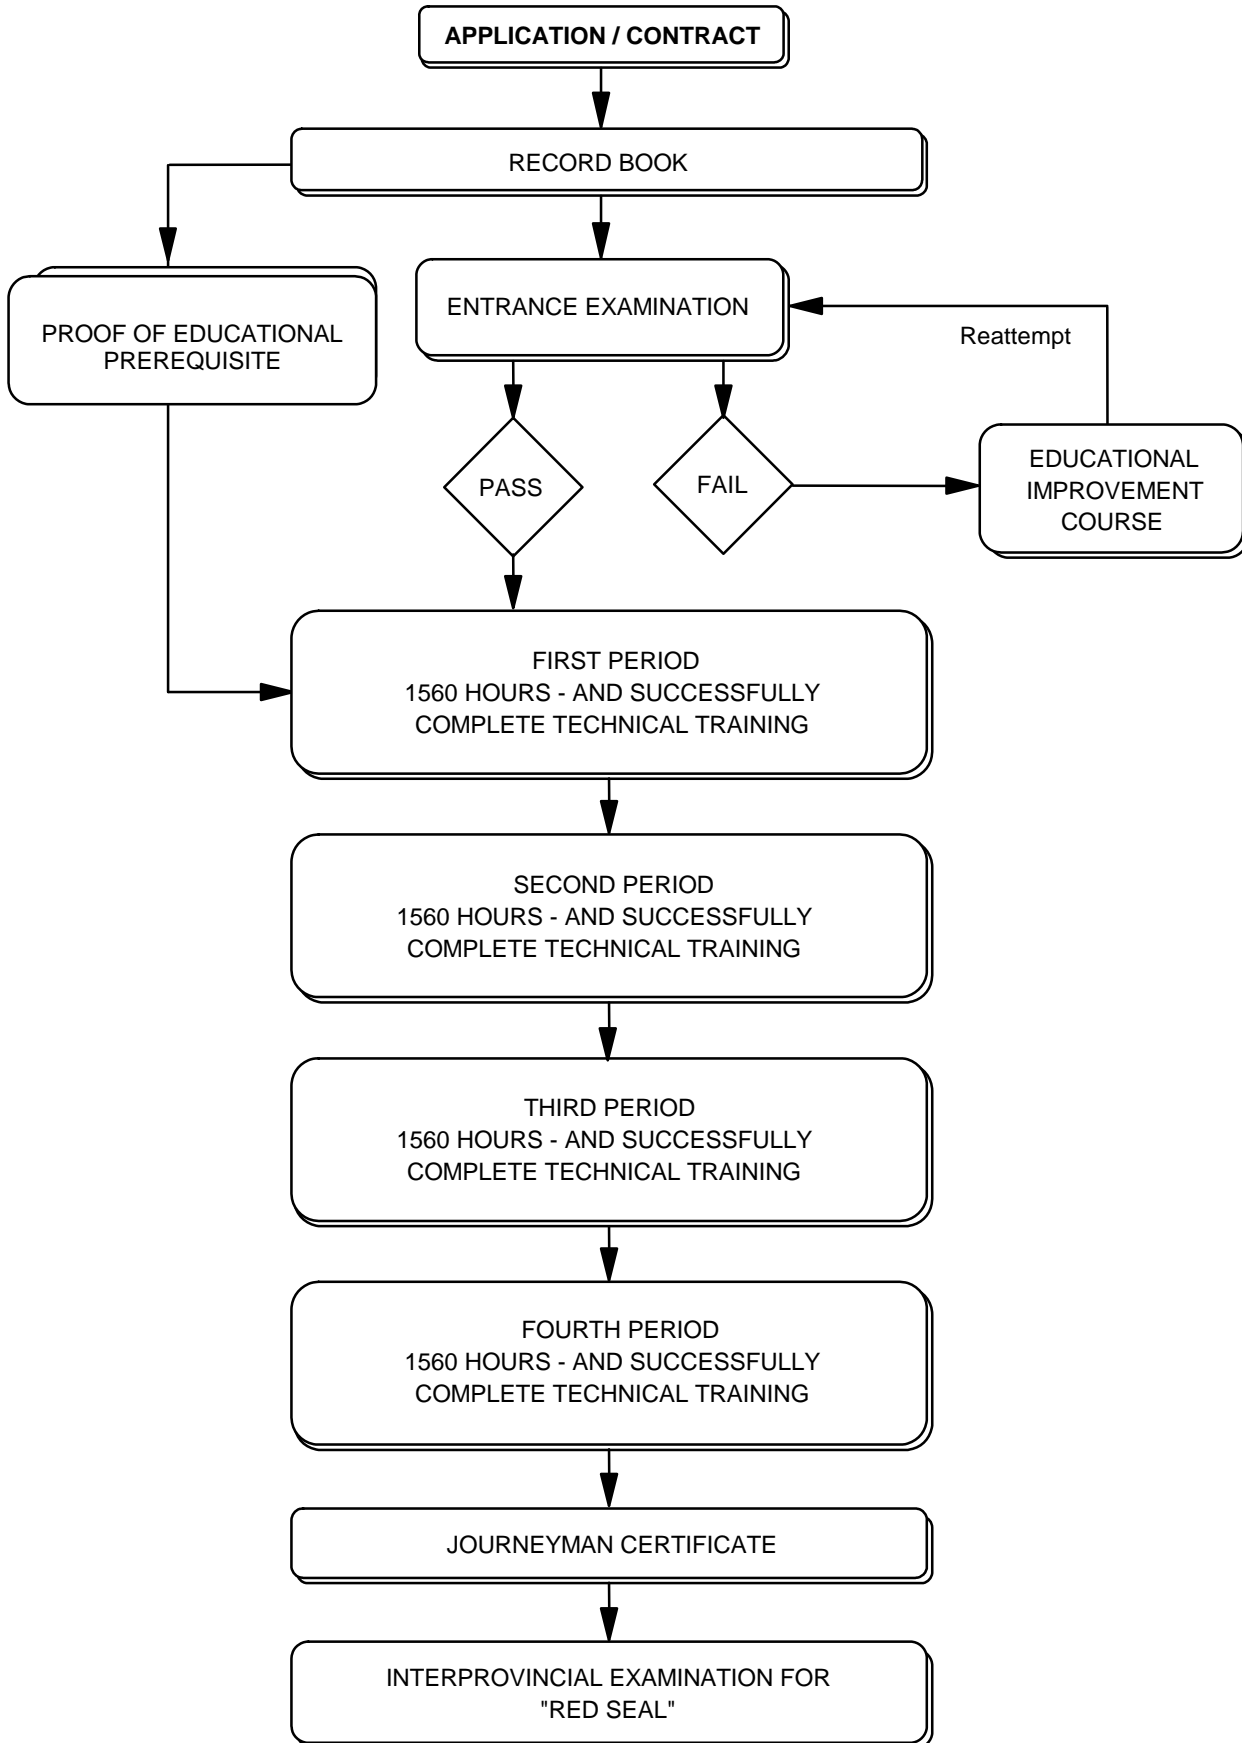 APPLICATION / CONTRACT
RECORD BOOK
PROOF OF EDUCATIONAL
PREREQUISITE
ENTRANCE EXAMINATION
Reattempt
PASS
FAIL
EDUCATIONAL
IMPROVEMENT
COURSE
FIRST PERIOD
1560 HOURS - AND SUCCESSFULLY
COMPLETE TECHNICAL TRAINING
SECOND PERIOD
1560 HOURS - AND SUCCESSFULLY
COMPLETE TECHNICAL TRAINING
THIRD PERIOD
1560 HOURS - AND SUCCESSFULLY
COMPLETE TECHNICAL TRAINING
FOURTH PERIOD
1560 HOURS - AND SUCCESSFULLY
COMPLETE TECHNICAL TRAINING
JOURNEYMAN CERTIFICATE
INTERPROVINCIAL EXAMINATION FOR
"RED SEAL"